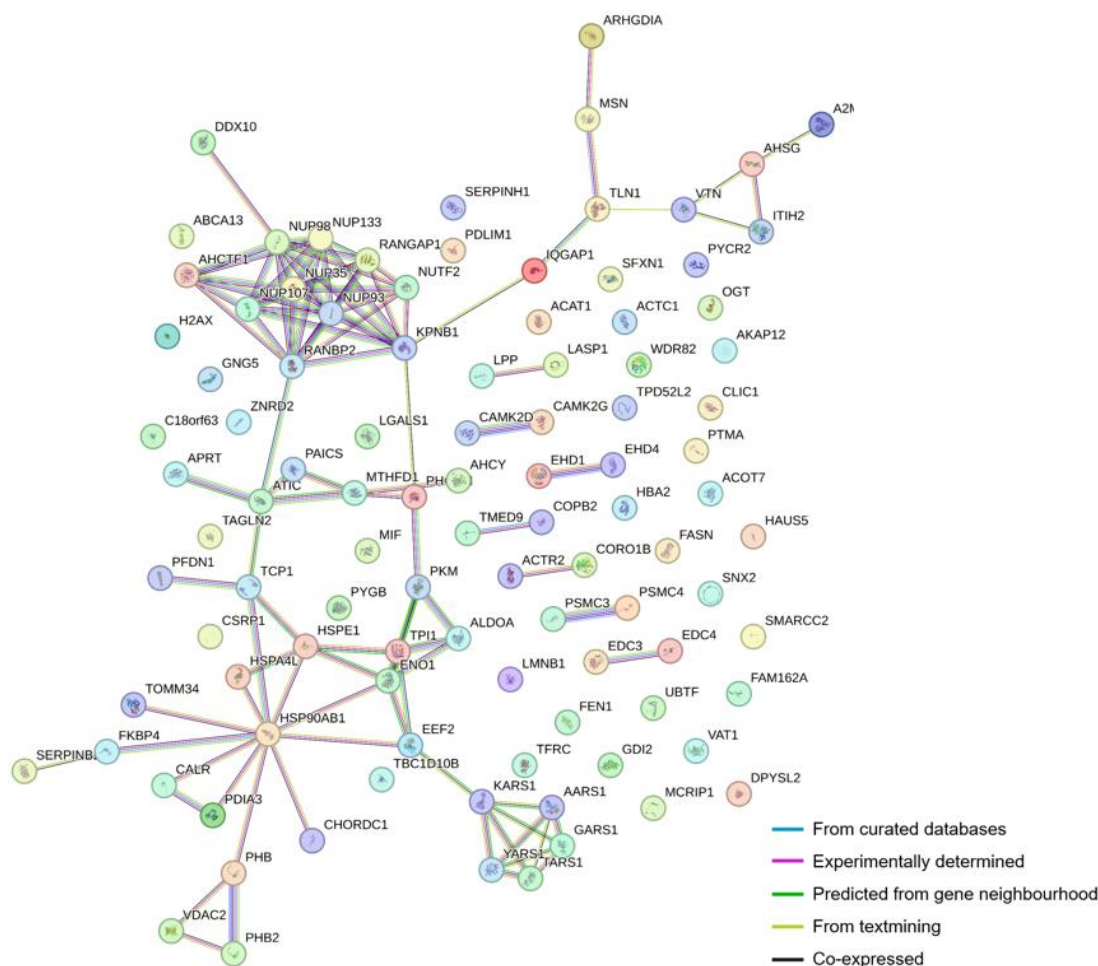 ARHGDIA
MSN
A2M
DDX10
AHSG
SERPINH1
TLN1
VTN
ITIH2
ABCA13
NUP98
NUP133
PDLIM1
RANGAP1
IQGAP1
PYCR2
AHCTF1
NUP35
NUTF2
SFXN1
NUP107
NUP93
ACAT1
ACTC1
OGT
H2AX
KPNB1
AKAP12
RANBP2
LPP
LASP1
WDR82
GNG5
ZNRD2
LGALS1
CAMK2D
CAMK2G
TPD52L2
CLIC1
C18orf63
PAICS
PTMA
APRT
MTHFD1
AHCY
EHD1
EHD4
ATIC
HBA2
ACOT7
TAGLN2
MIF
TMED9
COPB2
HAUS5
PFDN1
TCP1
PKM
ACTR2
CORO1B
FASN
PYGB
SNX2
CSRP1
HSPE1
TPI1
ALDOA
PSMC3
PSMC4
SMARCC2
HSPA4L
ENO1
LMNB1
EDC3
EDC4
TOMM34
FAM162A
HSP90AB1
FEN1
UBTF
FKBP4
EEF2
SERPINB
TBC1D10B
TFRC
GDI2
VAT1
CALR
KARS1
AARS1
DPYSL2
PDIA3
MCRIP1
CHORDC1
GARS1
YARS1
TARS1
PHB
VDAC2
PHB2
From curated databases
Experimentally determined
Predicted from gene neighbourhood
From textmining
Co-expressed